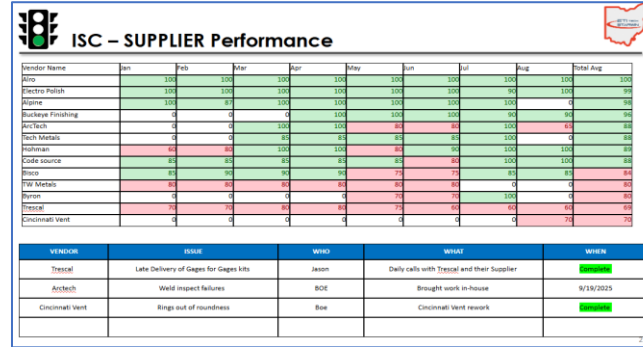 ISC – SUPPLIER Performance
Vendor Name Jan Feb Mar Apr May Jun Jul Aug Total Avg
Alro 100 100 100 100 100 100 100 100 100
Electro Polish 100 100 100 100 100 100 90 100 99
Alpine 100 87 100 100 100 100 100 0 98
Buckeye Finishing 0 0 0 100 100 100 90 90 96
ArcTech 0 0 100 100 80 80 100 65 88
Tech Metals 0 0 85 85 85 85 100 0 88
Hohman 60 80 100 100 80 90 100 100 89
Code source 85 85 85 85 85 80 100 100 88
Bisco 85 90 90 90 75 75 85 85 84
TW Metals 80 80 80 80 80 80 0 0 80
Byron 0 0 0 0 70 70 100 0 80
Trescal 70 70 80 80 75 60 60 60 69
Cincinnati Vent 0 0 0 0 0 0 0 70 70
VENDOR ISSUE WHO WHAT WHEN
Trescal Late Delivery of Gages for Gages kits Jason Daily calls with Trescal and their Supplier Complete
Arctech Weld inspect failures BOE Brought work in-house 9/19/2025
Cincinnati Vent Rings out of roundness Boe Cincinnati Vent rework Complete